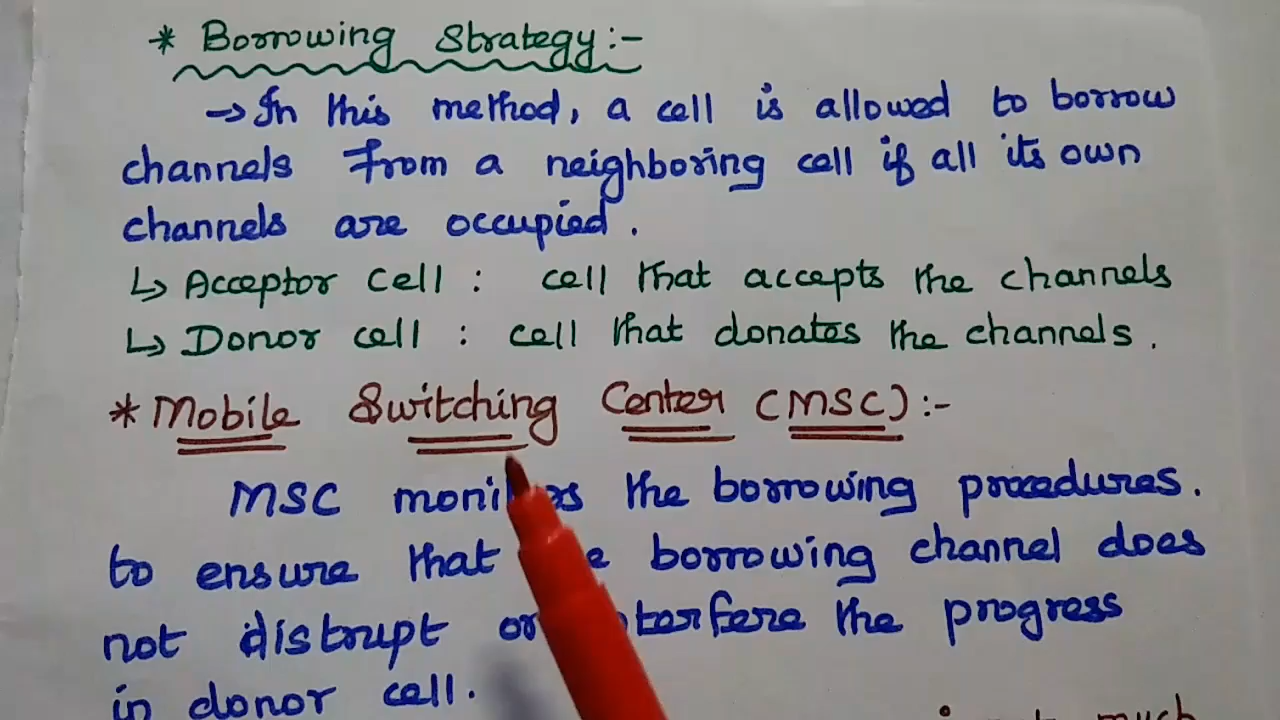 * Borrowing Strategy:-
→ In this method, a cell is allowed to borrow
channels from a neighboring cell if all its own
channels are occupied.
↳ Acceptor cell : cell that accepts the channels
↳ Donor cell : cell that donates the channels.
* Mobile Switching Center (MSC):-
MSC the borrowing procedures.
to ensure that borrowing channel does
not distrupt the progress
in donor cell.
much